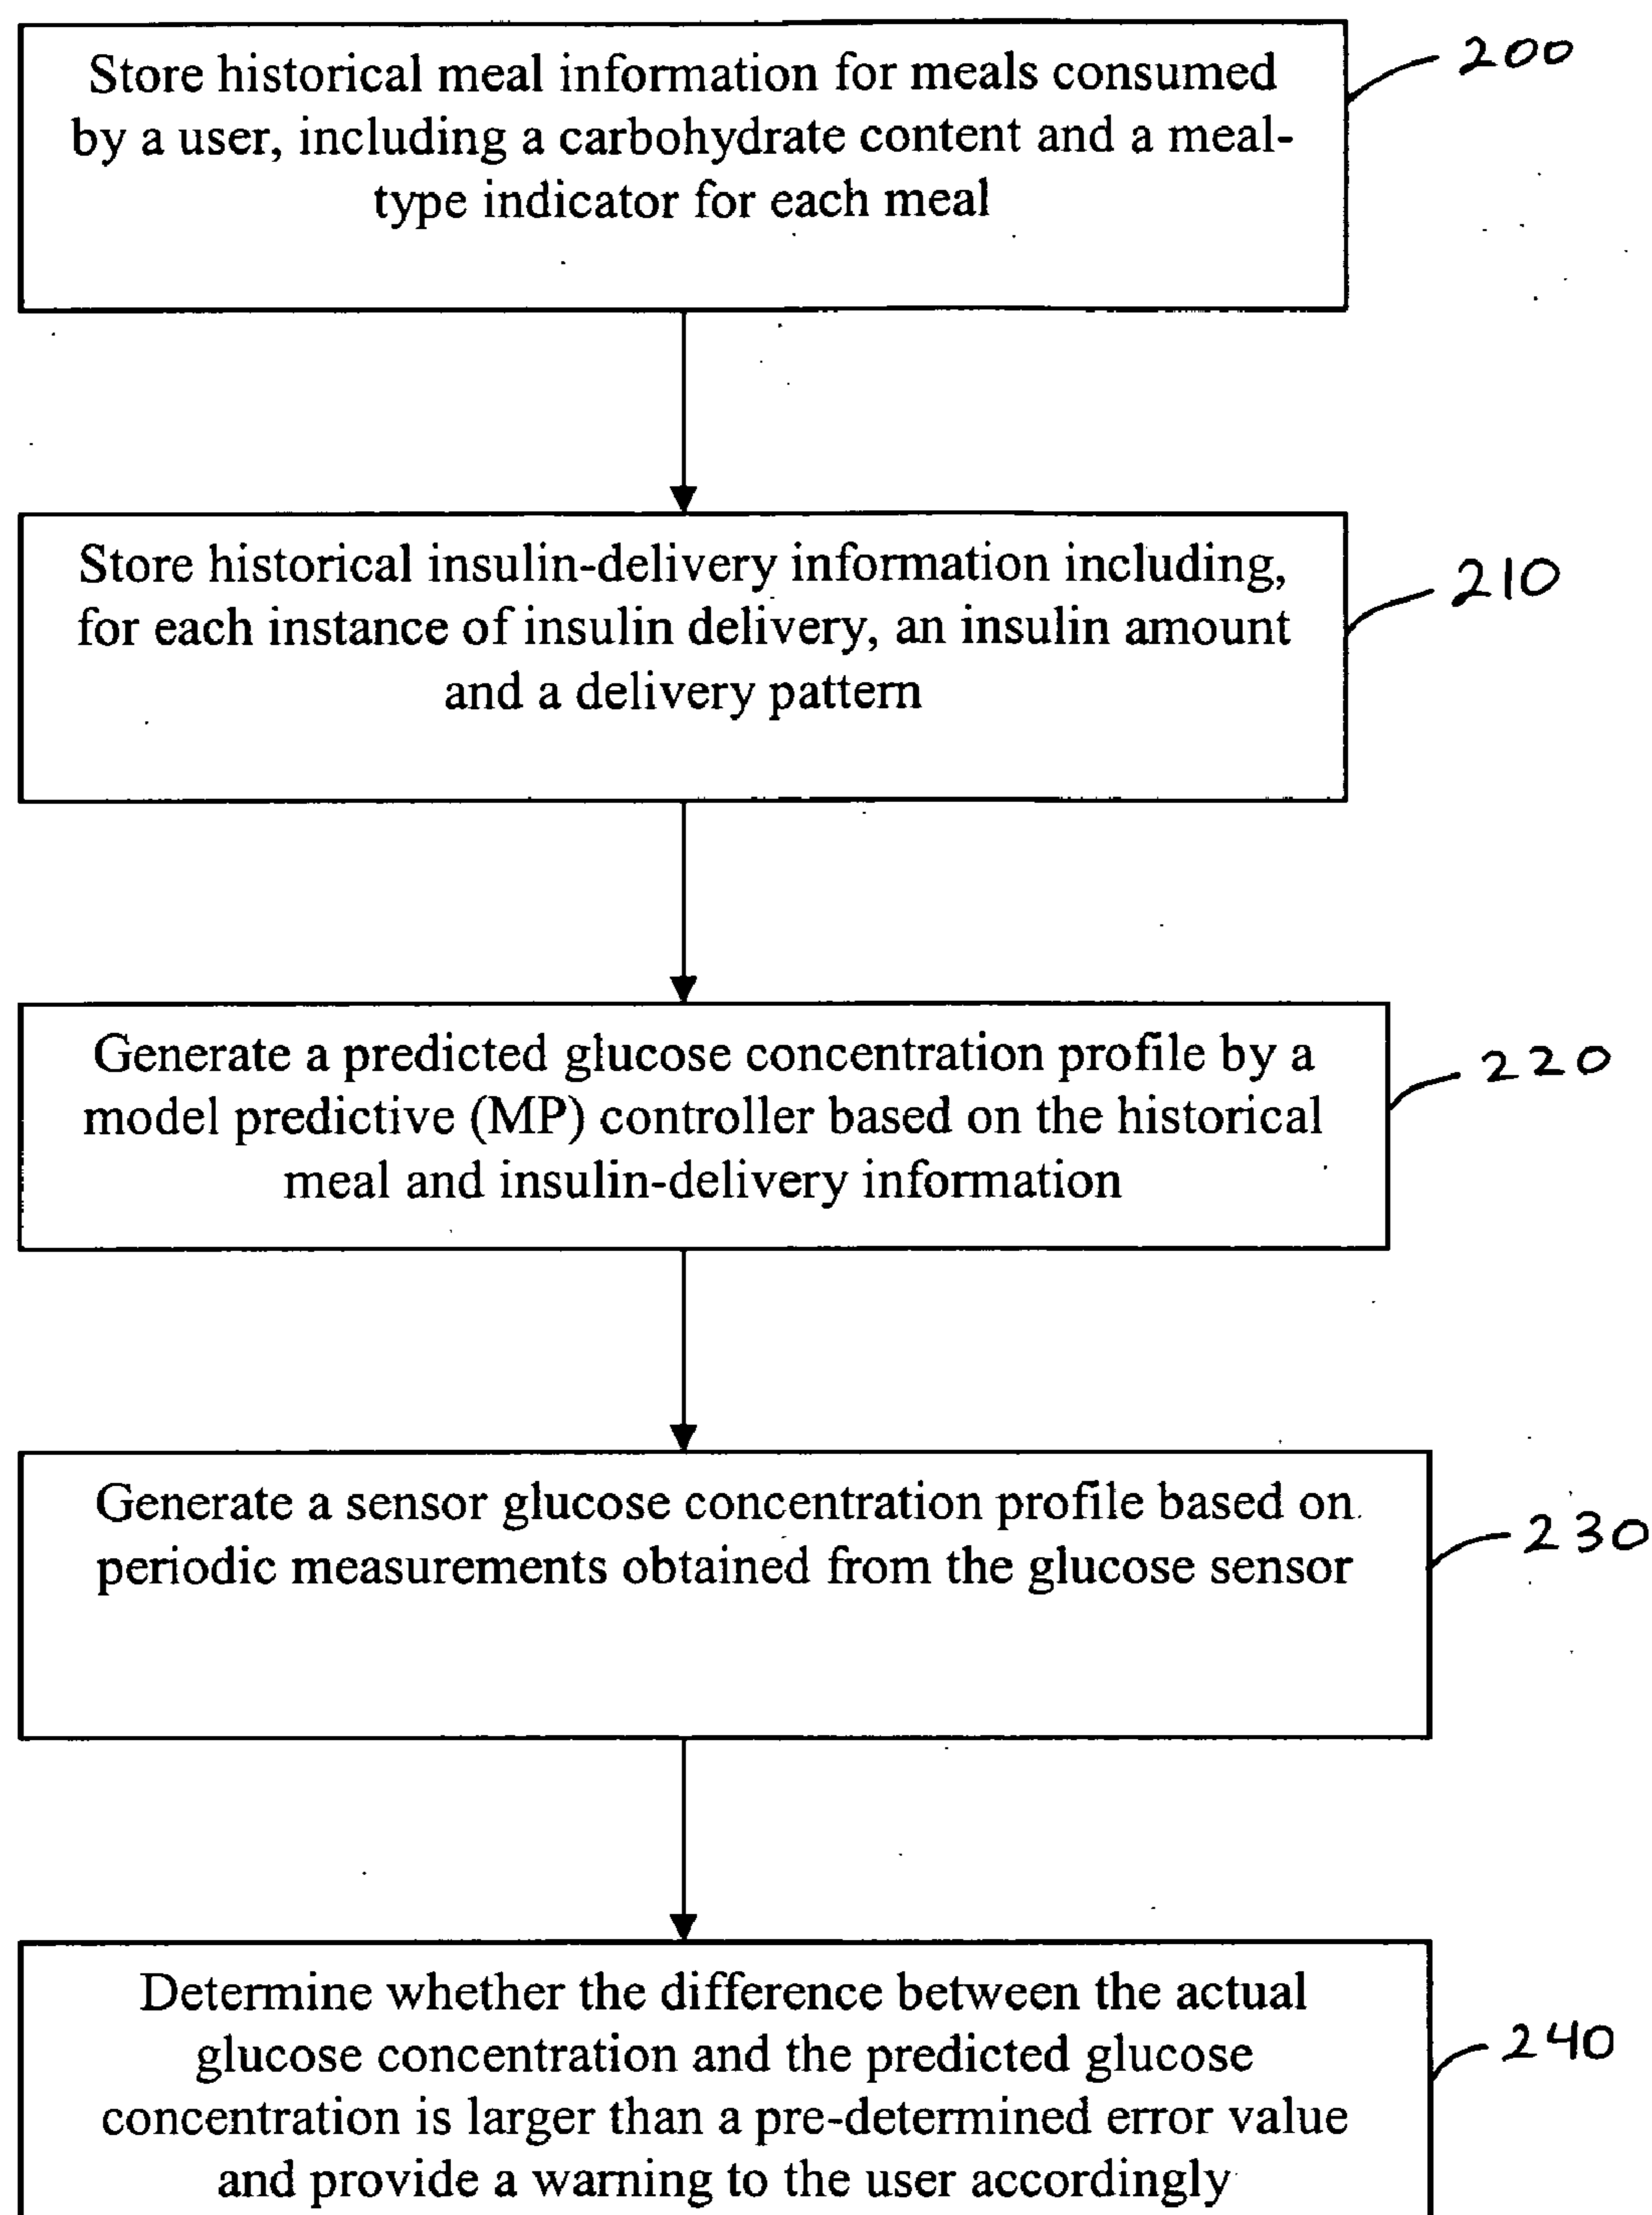 Store historical meal information for meals consumed
by a user, including a carbohydrate content and a meal-
type indicator for each meal
200
Store historical insulin-delivery information including,
for each instance of insulin delivery, an insulin amount
and a delivery pattern
210
Generate a predicted glucose concentration profile by a
model predictive (MP) controller based on the historical
meal and insulin-delivery information
220
Generate a sensor glucose concentration profile based on
periodic measurements obtained from the glucose sensor
230
Determine whether the difference between the actual
glucose concentration and the predicted glucose
concentration is larger than a pre-determined error value
and provide a warning to the user accordingly
240